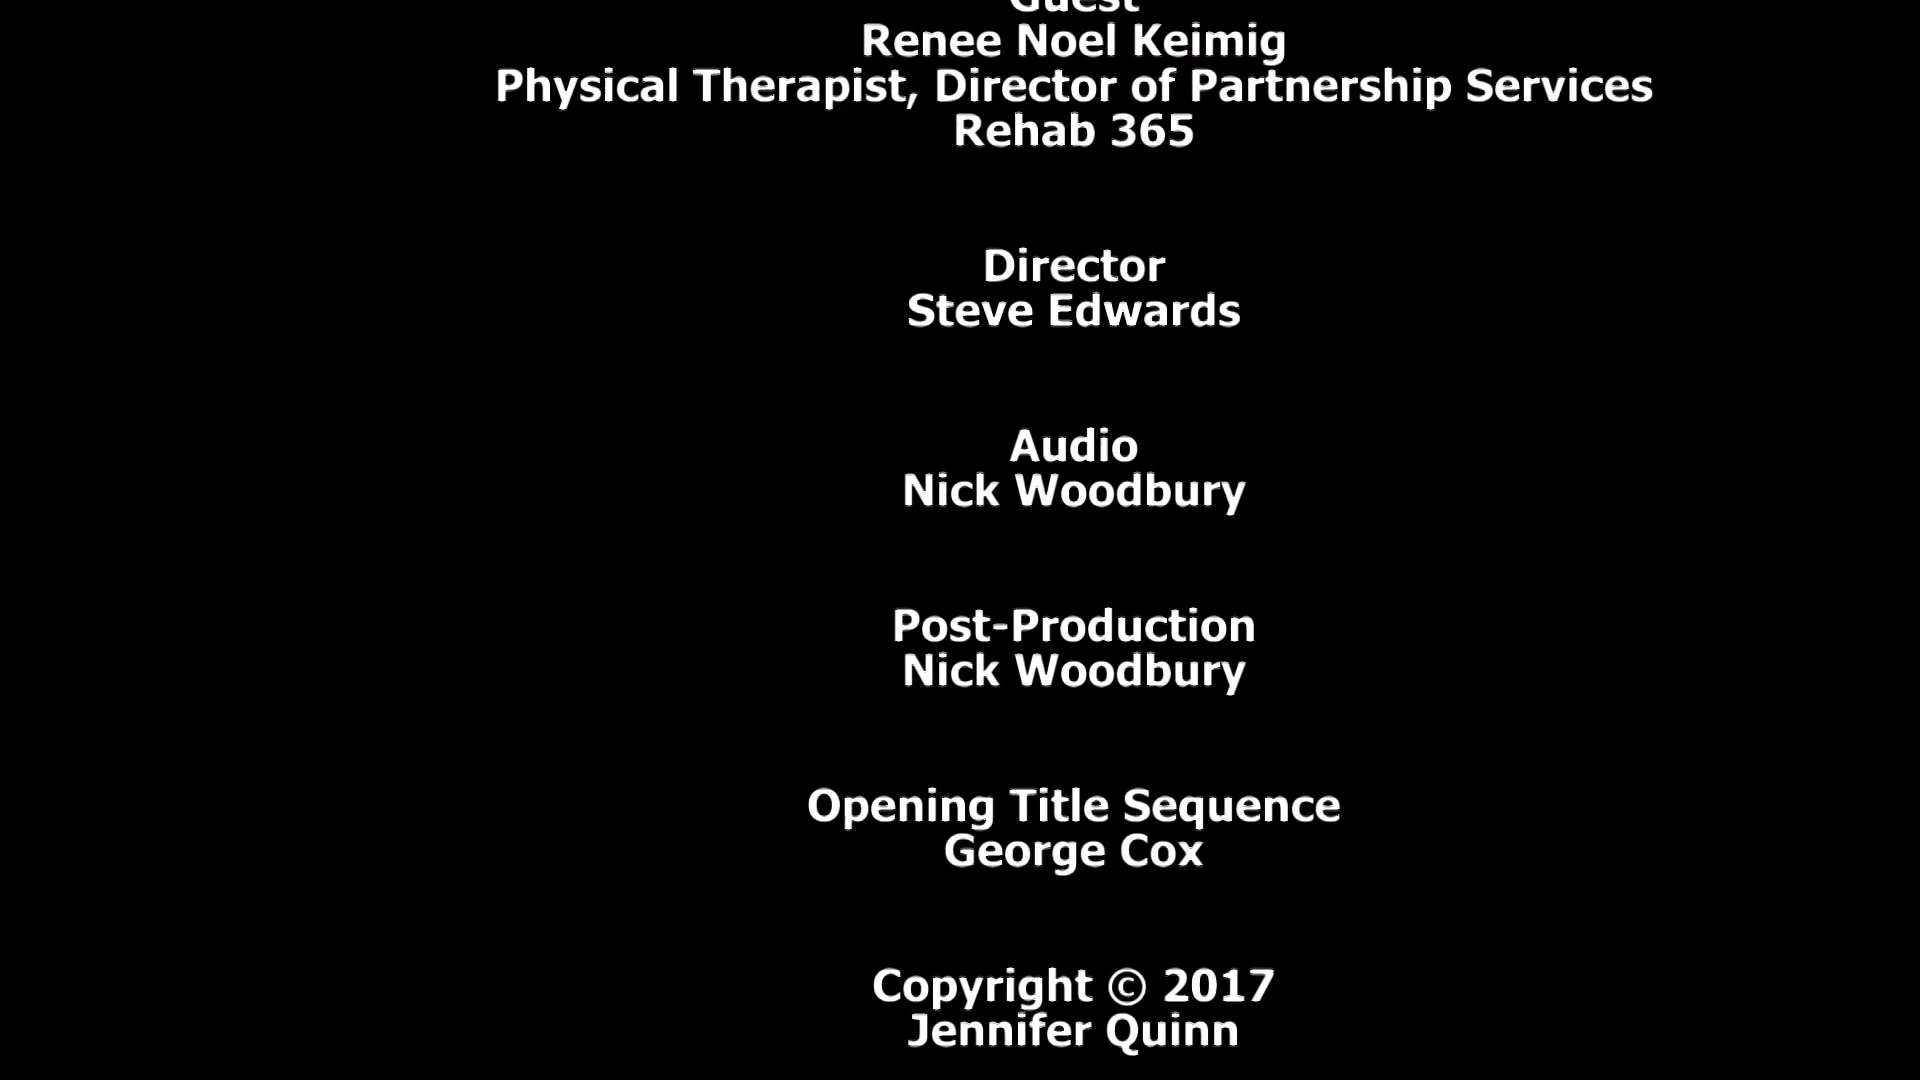 Guest
Renee Noel Keimig
Physical Therapist, Director of Partnership Services
Rehab 365
Director
Steve Edwards
Audio
Nick Woodbury
Post-Production
Nick Woodbury
Opening Title Sequence
George Cox
Copyright © 2017
Jennifer Quinn